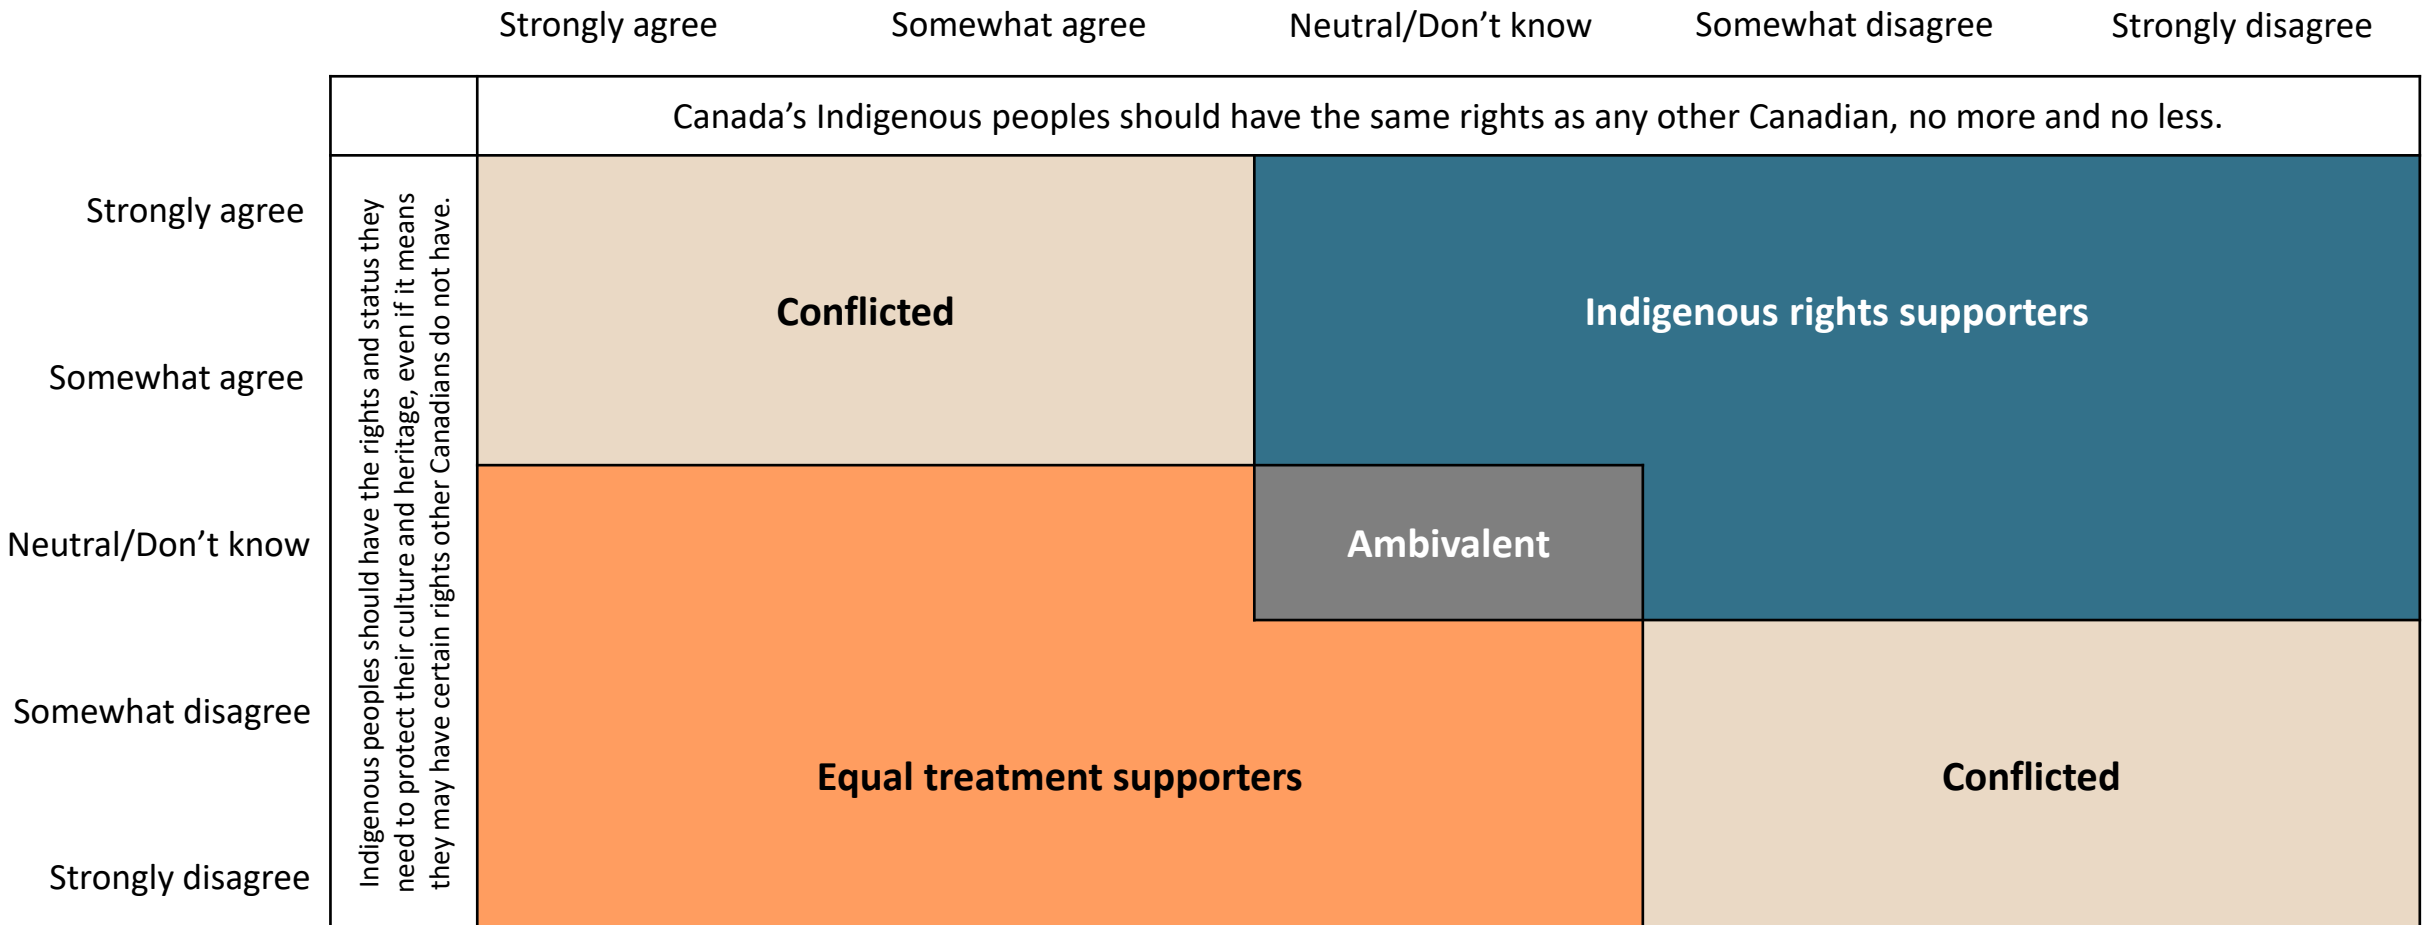 Strongly agree
Somewhat agree
Neutral/Don’t know
Somewhat disagree
Strongly disagree
Canada’s Indigenous peoples should have the same rights as any other Canadian, no more and no less.
Strongly agree
Somewhat agree
Neutral/Don’t know
Somewhat disagree
Strongly disagree
Indigenous peoples should have the rights and status they
need to protect their culture and heritage, even if it means
they may have certain rights other Canadians do not have.
Conflicted
Indigenous rights supporters
Ambivalent
Equal treatment supporters
Conflicted